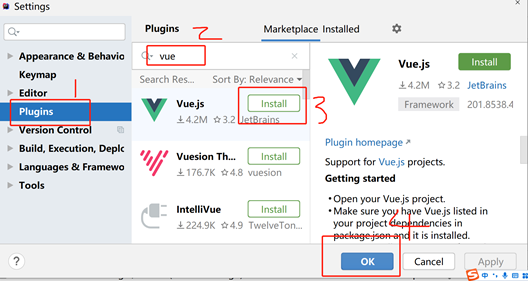 Settings
Plugins
Marketplace
Installed
2
vue
Search Res...
Sort By: Relevance
Appearance & Behavio
Keymap
Editor
1
Plugins
Version Control
Build, Execution, Deplo
Languages & Framewo
Tools
Vue.js
Install
4.2M
3.2
JetBrains
3
Vuesion Th...
Install
176.7K
4.8
vuesion
IntelliVue
Install
224.9K
4.9
TwelveTon...
Vue.js
Install
4.2M
3.2
JetBrains
Framework
201.8538.4
Plugin homepage
Support for Vue.js projects.
Getting started
• Open your Vue.js project.
• Make sure you have Vue.js listed in
your project dependencies in
package.json and it is installed.
4
?
OK
Cancel
Apply
S
中